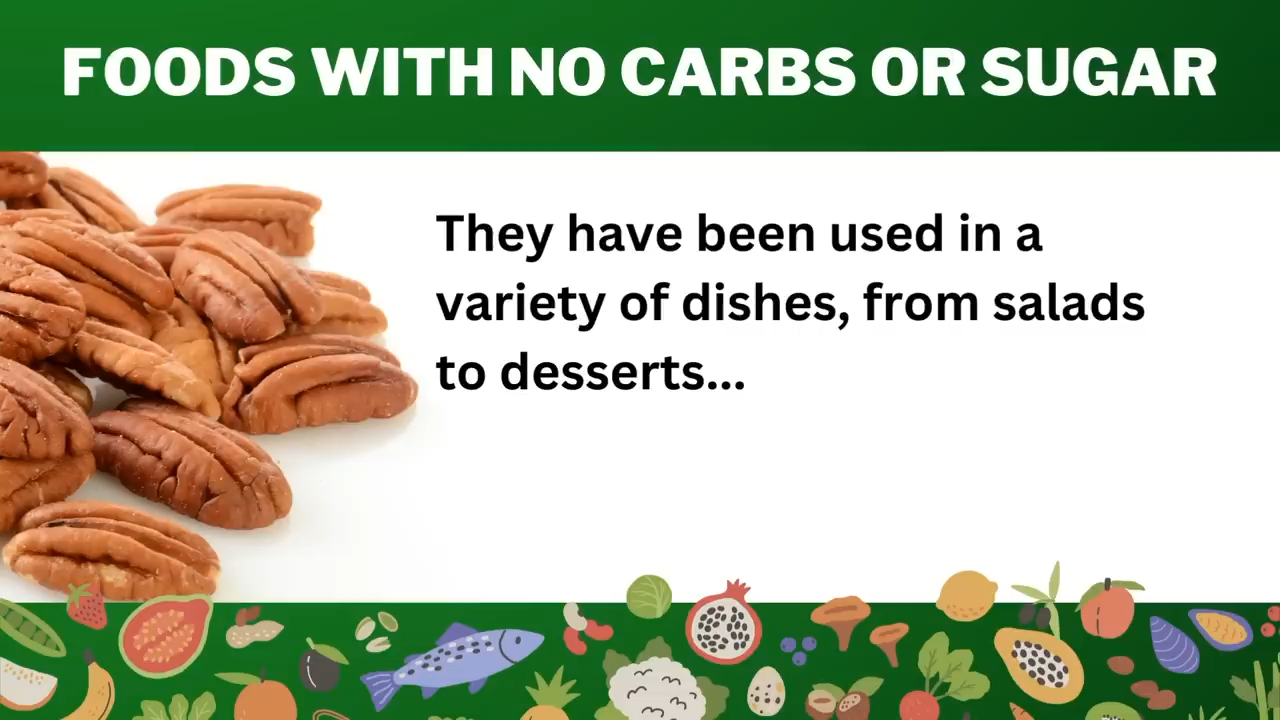 FOODS WITH NO CARBS OR SUGAR
They have been used in a
variety of dishes, from salads
to desserts...